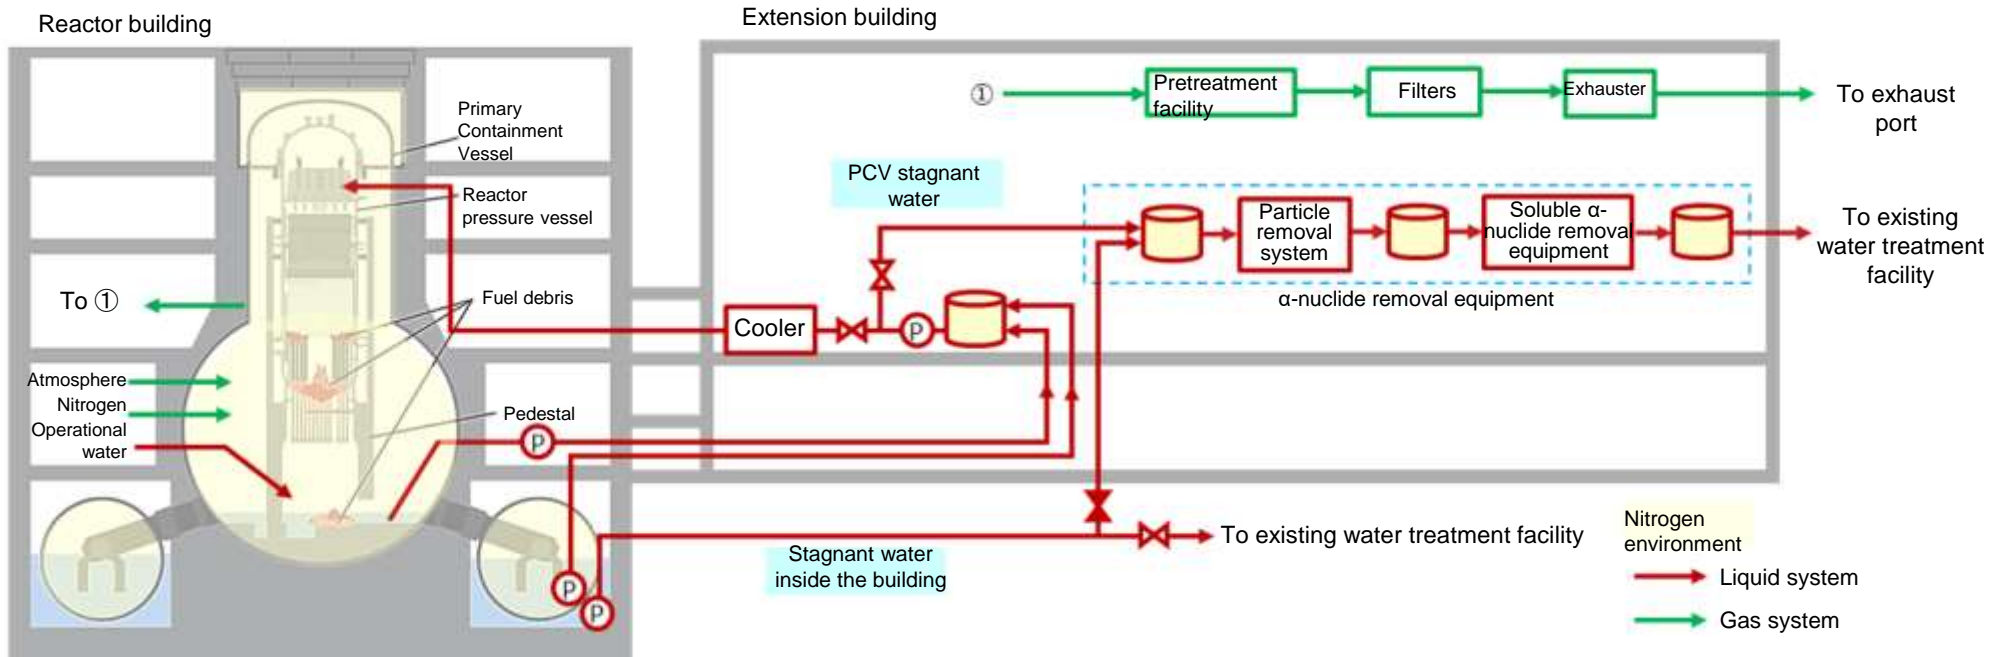 Reactor building
Extension building
Primary
Containment
Vessel
Reactor
pressure vessel
To ①
Fuel debris
Atmosphere
Nitrogen
Operational
water
Pedestal
P
P
P
①
Pretreatment
facility
Filters
Exhauster
To exhaust
port
PCV stagnant
water
Particle
removal
system
Soluble α-
nuclide removal
equipment
To existing
water treatment
facility
α-nuclide removal equipment
Cooler
P
To existing water treatment facility
Stagnant water
inside the building
Nitrogen
environment
Liquid system
Gas system